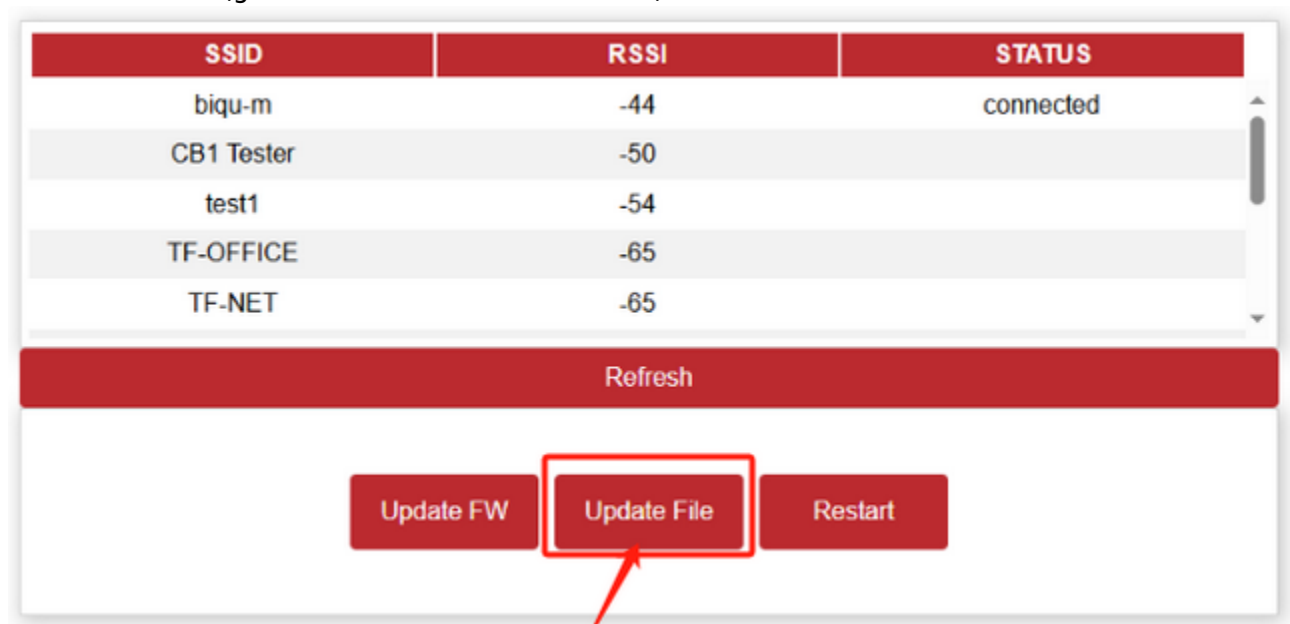 SSID RSSI STATUS
biqu-m -44 connected
CB1 Tester -50
test1 -54
TF-OFFICE -65
TF-NET -65
Refresh
Update FW Update File Restart